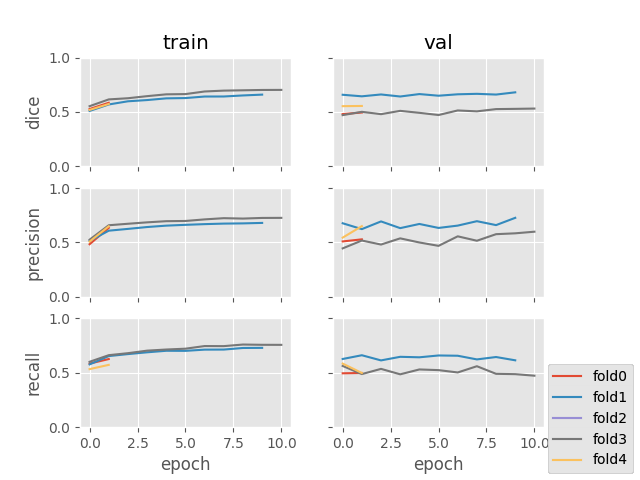 train
val
1.0
0.5
0.0
dice
1.0
0.5
0.0
precision
1.0
0.5
0.0
recall
0.0 2.5 5.0 7.5 10.0
0.0 2.5 5.0 7.5 10.0
epoch
epoch
fold0
fold1
fold2
fold3
fold4